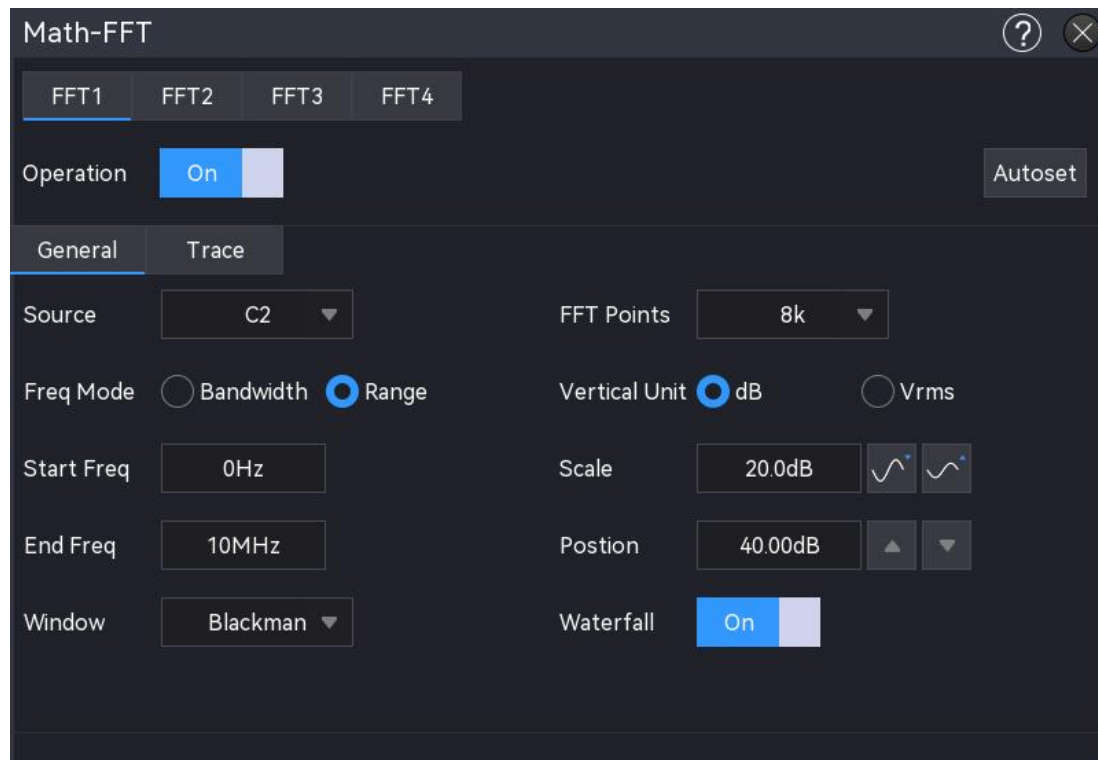 Math-FFT ?
FFT1 FFT2 FFT3 FFT4
Operation On Autoset
General Trace
Source C2 FFT Points 8k
Freq Mode Bandwidth Range Vertical Unit dB Vrms
Start Freq 0Hz Scale 20.0dB
End Freq 10MHz Postion 40.00dB
Window Blackman Waterfall On